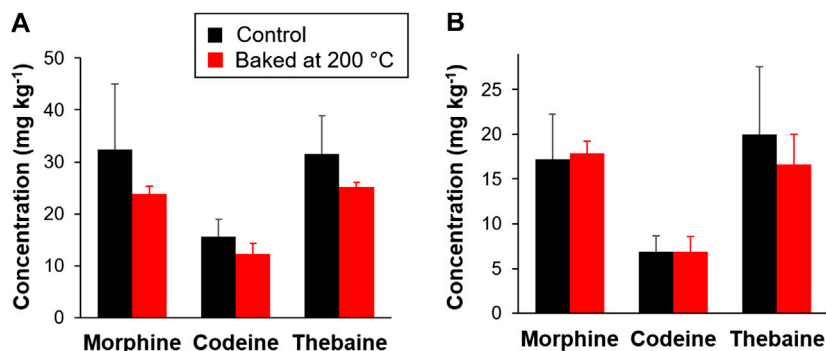 A
Control
Baked at 200 °C
Concentration (mg kg⁻¹)
50
40
30
20
10
0
Morphine Codeine Thebaine
B
Concentration (mg kg⁻¹)
25
20
15
10
5
0
Morphine Codeine Thebaine